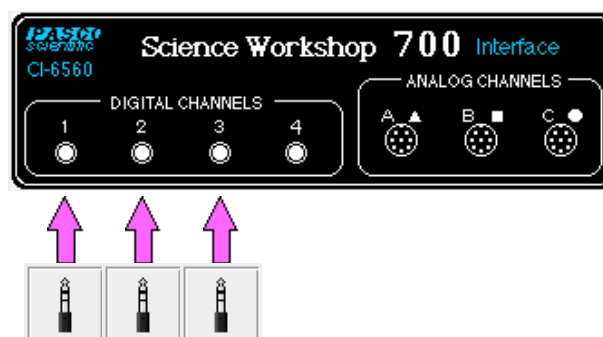 PASCO
scientific
CI-6560
Science Workshop 700 Interface
DIGITAL CHANNELS
1 2 3 4
ANALOG CHANNELS
A B C